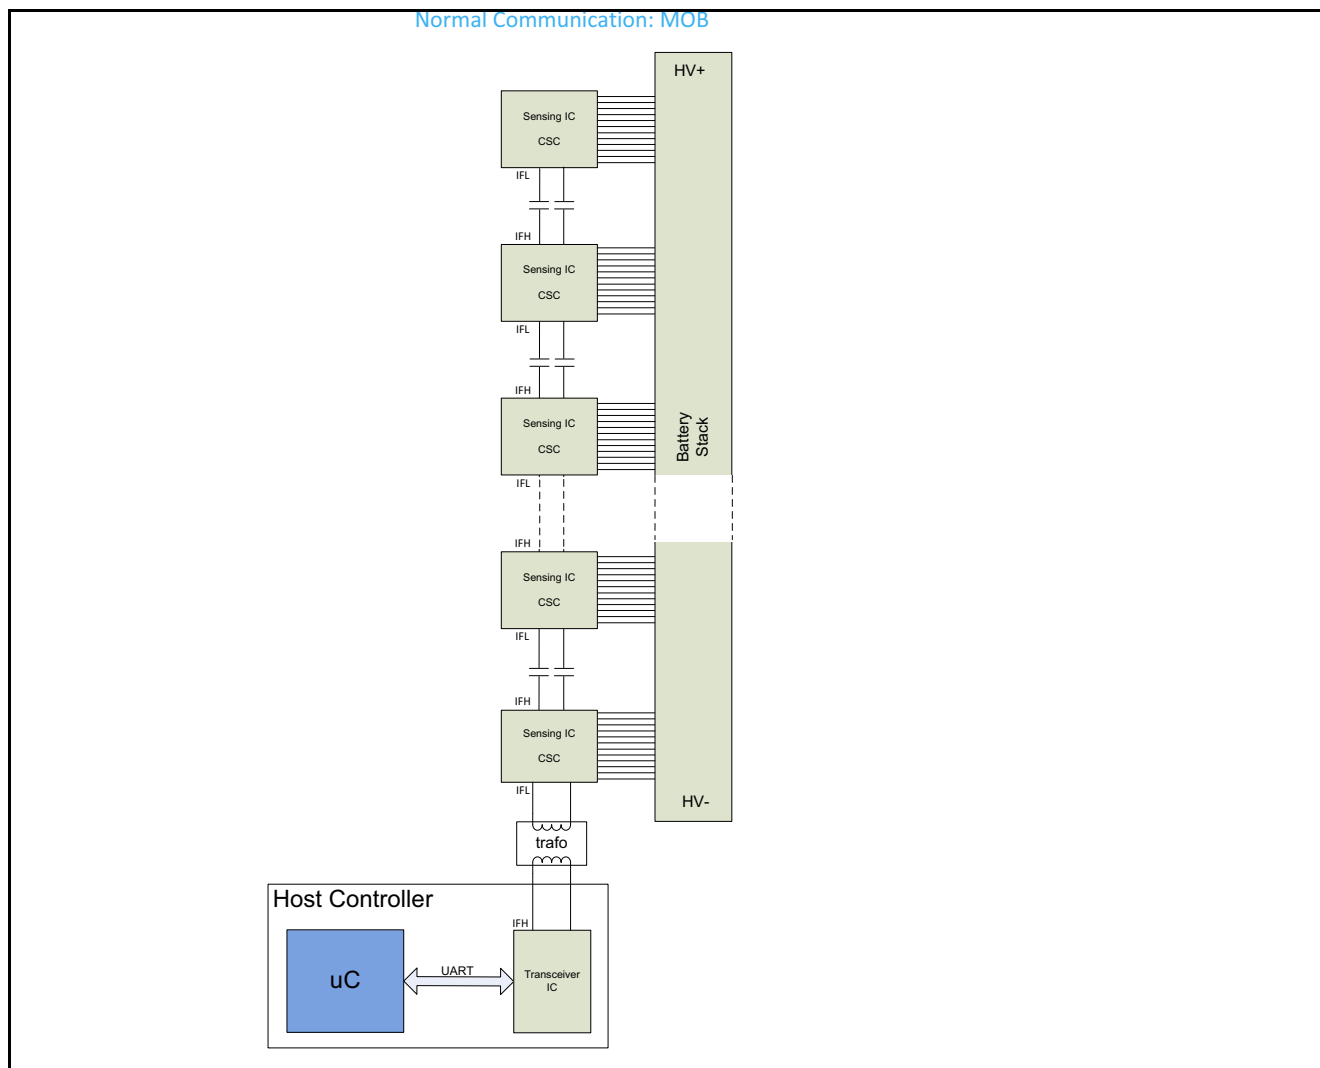 Normal Communication: MOB
HV+
Sensing IC
CSC
IFL
IFH
Sensing IC
CSC
IFL
IFH
Sensing IC
CSC
Battery
Stack
IFL
IFH
Sensing IC
CSC
IFL
IFH
Sensing IC
CSC
IFL
HV-
trafo
Host Controller
IFH
uC
UART
Transceiver
IC